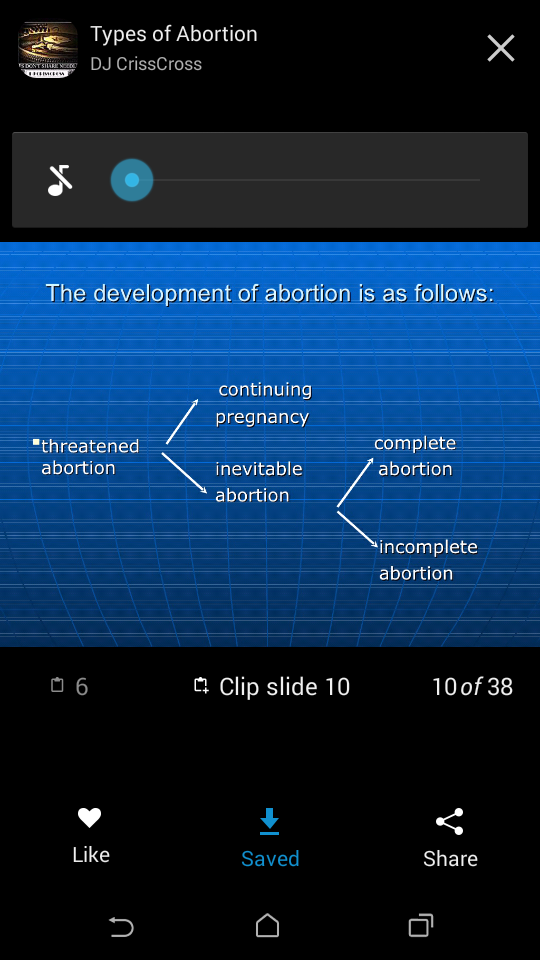 Types of Abortion
DJ CrissCross
The development of abortion is as follows:
continuing
pregnancy
threatened
abortion
inevitable
abortion
complete
abortion
incomplete
abortion
6
Clip slide 10
10 of 38
Like
Saved
Share